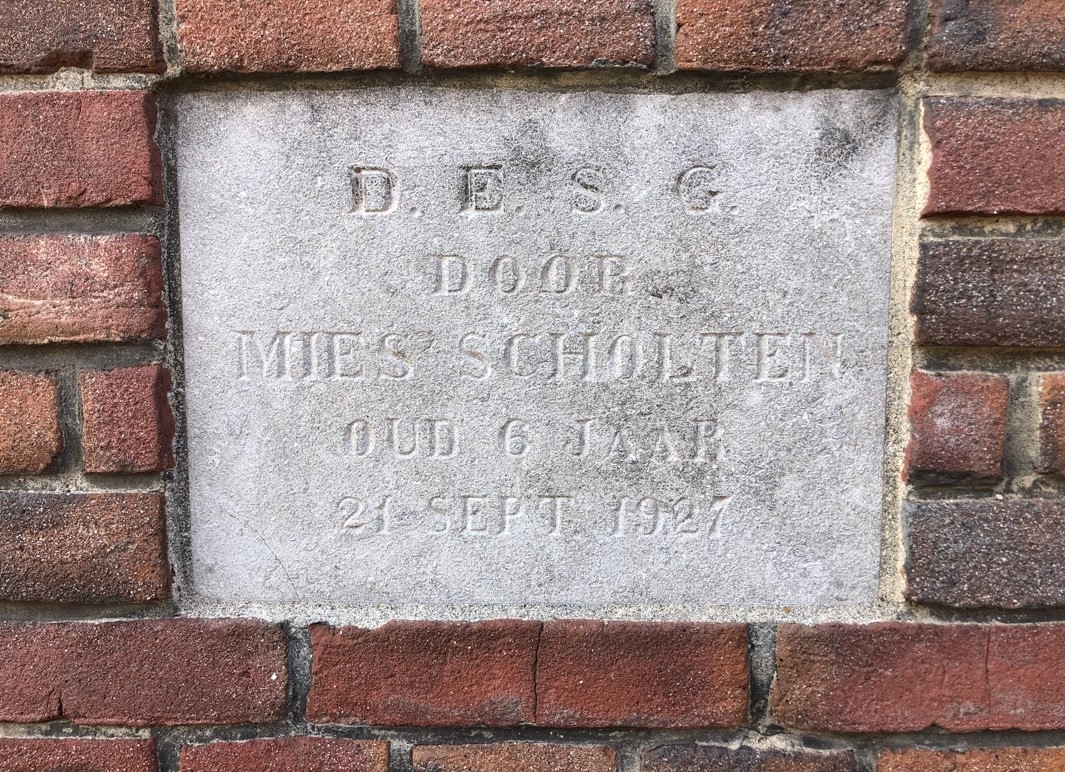 D. E. S. G.
DOOR
MIES SCHOLTEN
OUD 6 JAAR
21 SEPT. 1927